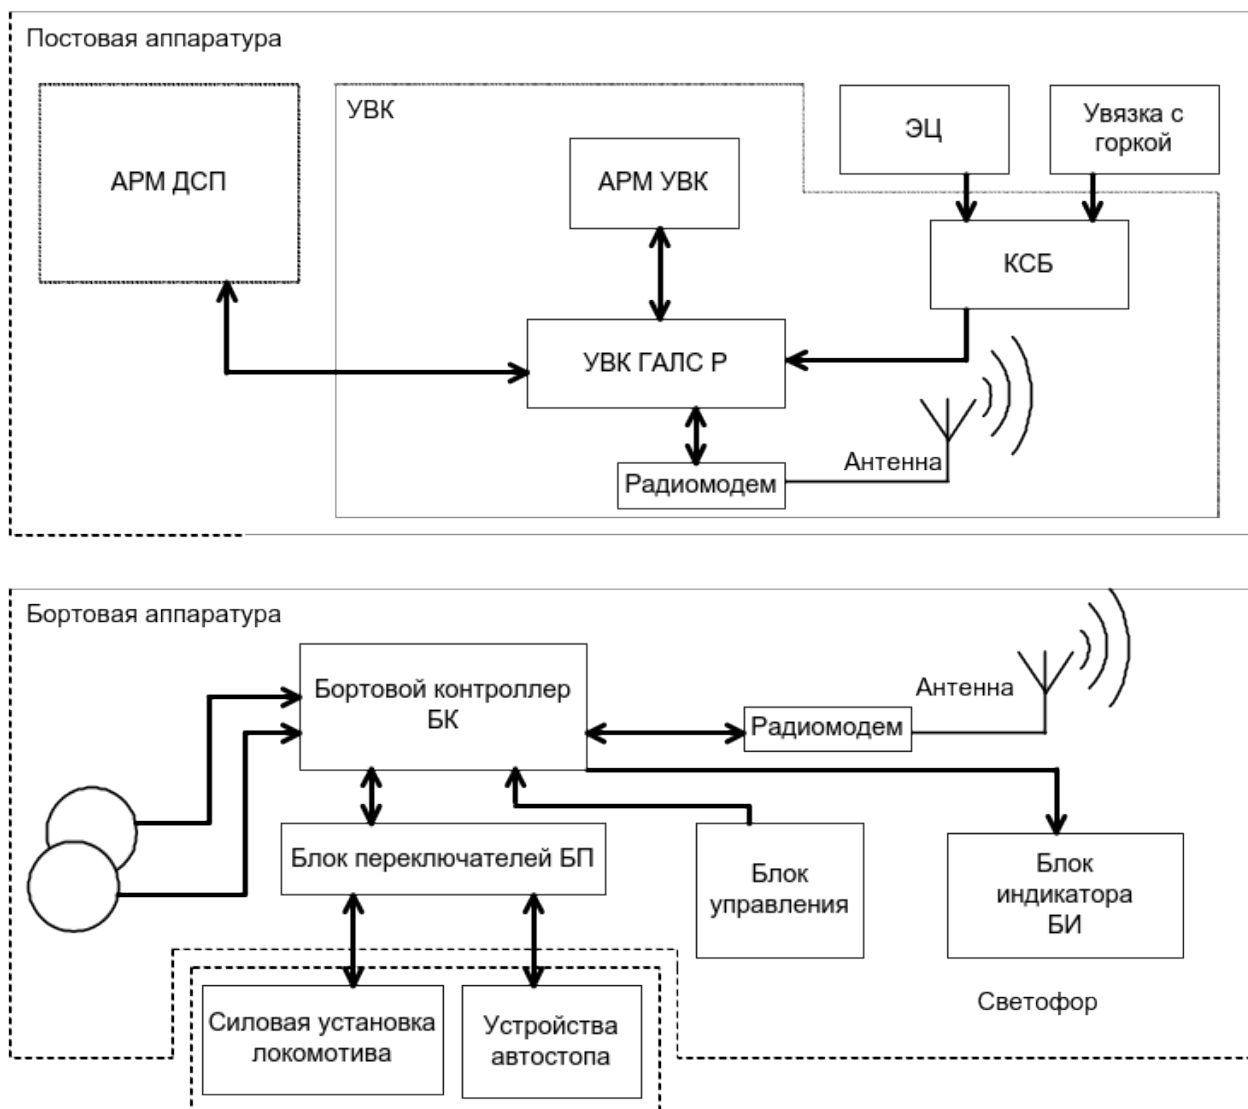 Постовая аппаратура
УВК
АРМ ДСП
АРМ УВК
ЭЦ
Увязка с
горкой
КСБ
УВК ГАЛС Р
Радиомодем
Антенна
Бортовая аппаратура
Бортовой контроллер
БК
Антенна
Радиомодем
Блок переключателей БП
Блок
управления
Блок
индикатора
БИ
Силовая установка
локомотива
Устройства
автостопа
Светофор